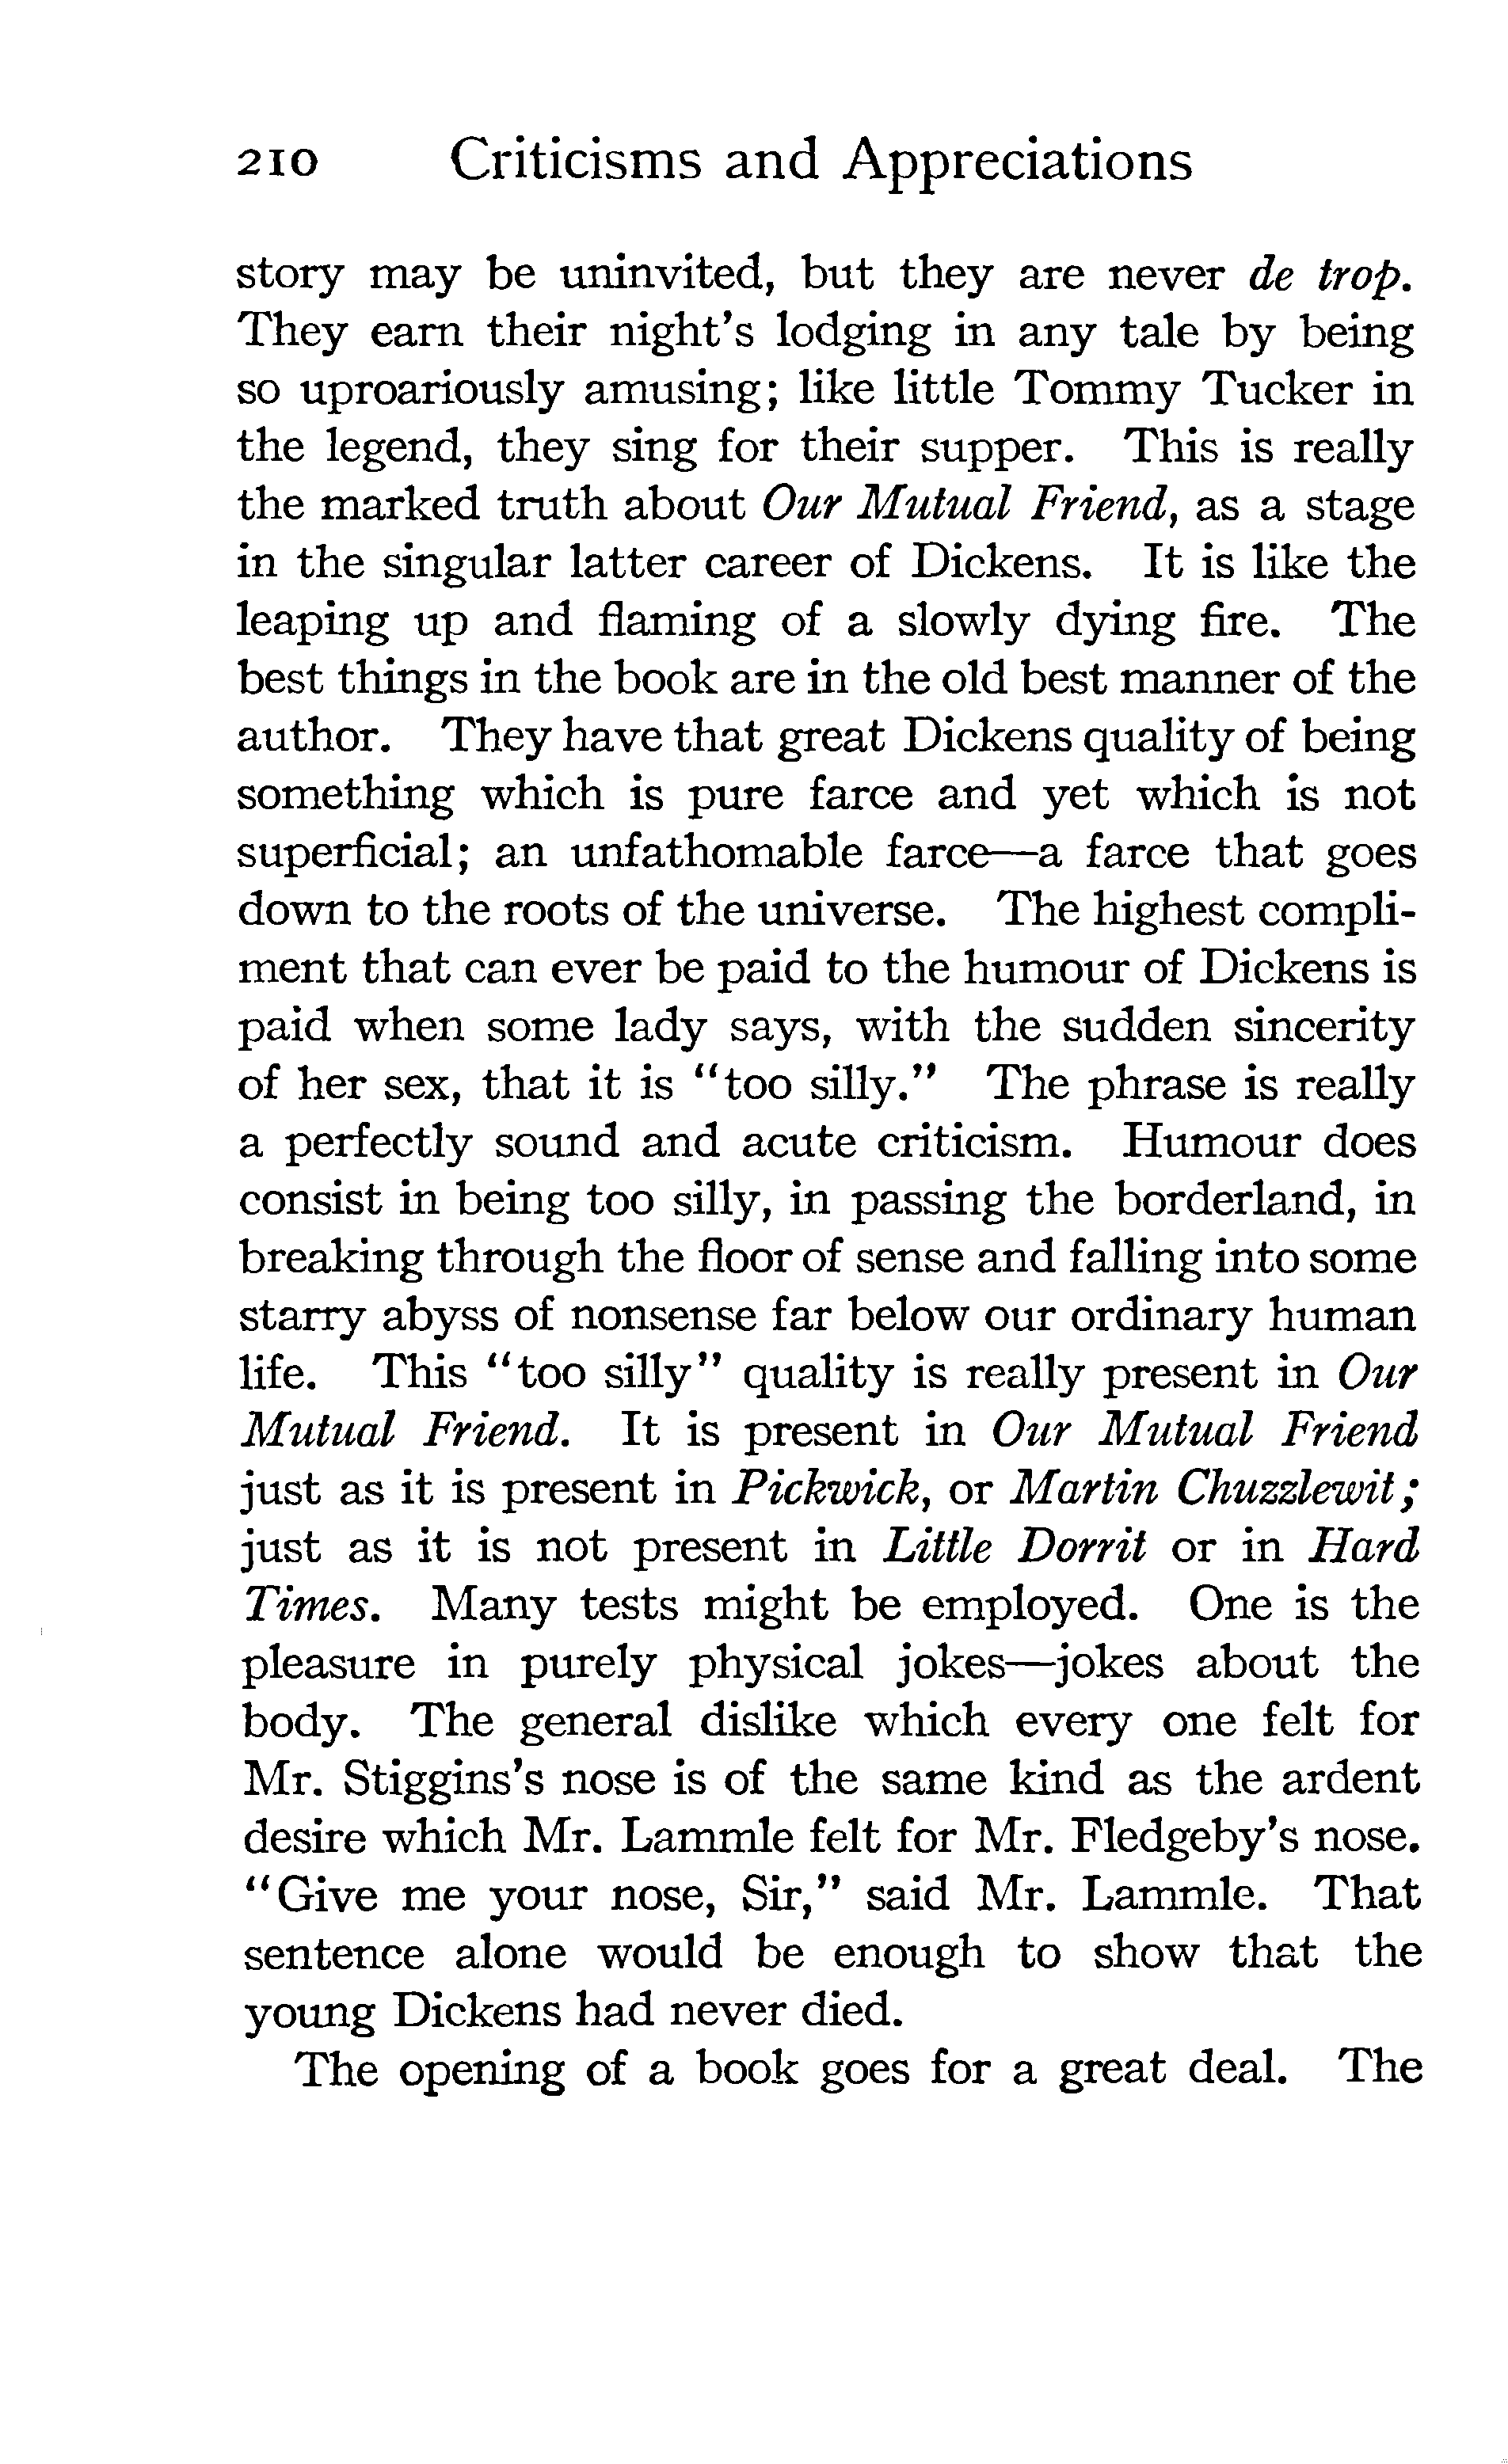 210 Criticisms and Appreciations
story may be uninvited, but they are never de trop.
They earn their night's lodging in any tale by being
so uproariously amusing; like little Tommy Tucker in
the legend, they sing for their supper. This is really
the marked truth about Our Mutual Friend, as a stage
in the singular latter career of Dickens. It is like the
leaping up and flaming of a slowly dying fire. The
best things in the book are in the old best manner of the
author. They have that great Dickens quality of being
something which is pure farce and yet which is not
superficial; an unfathomable farce—a farce that goes
down to the roots of the universe. The highest compli-
ment that can ever be paid to the humour of Dickens is
paid when some lady says, with the sudden sincerity
of her sex, that it is "too silly." The phrase is really
a perfectly sound and acute criticism. Humour does
consist in being too silly, in passing the borderland, in
breaking through the floor of sense and falling into some
starry abyss of nonsense far below our ordinary human
life. This "too silly" quality is really present in Our
Mutual Friend. It is present in Our Mutual Friend
just as it is present in Pickwick, or Martin Chuzzlewit;
just as it is not present in Little Dorrit or in Hard
Times. Many tests might be employed. One is the
pleasure in purely physical jokes—jokes about the
body. The general dislike which every one felt for
Mr. Stiggins's nose is of the same kind as the ardent
desire which Mr. Lammle felt for Mr. Fledgeby's nose.
"Give me your nose, Sir," said Mr. Lammle. That
sentence alone would be enough to show that the
young Dickens had never died.
The opening of a book goes for a great deal. The